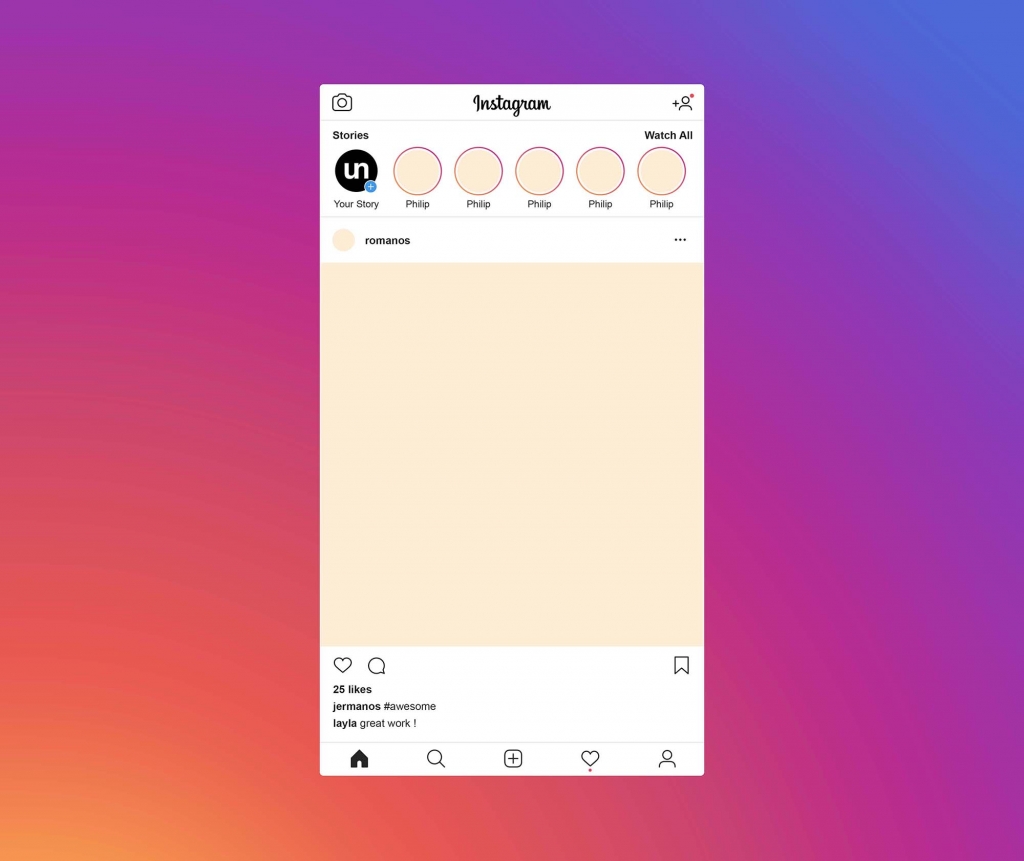 Instagram
Stories Watch All
un
Your Story Philip Philip Philip Philip Philip
romanos
25 likes
jermanos #awesome
layla great work !